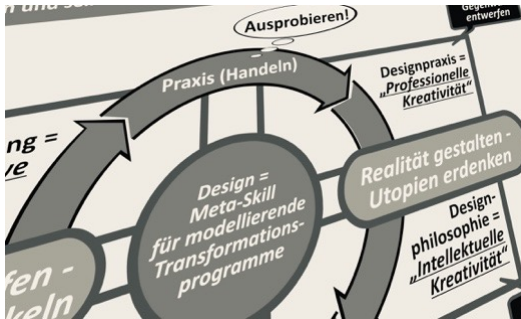 Ausprobieren!
entwerfen
Praxis (Handeln)
Designpraxis =
„Professionelle
Kreativität“
ng =
ve
Design =
Meta-Skill
für modellierende
Transformations-
programme
Realität gestalten -
Utopien erdenken
Design-
philosophie =
„Intellektuelle
Kreativität“
fen -
keln